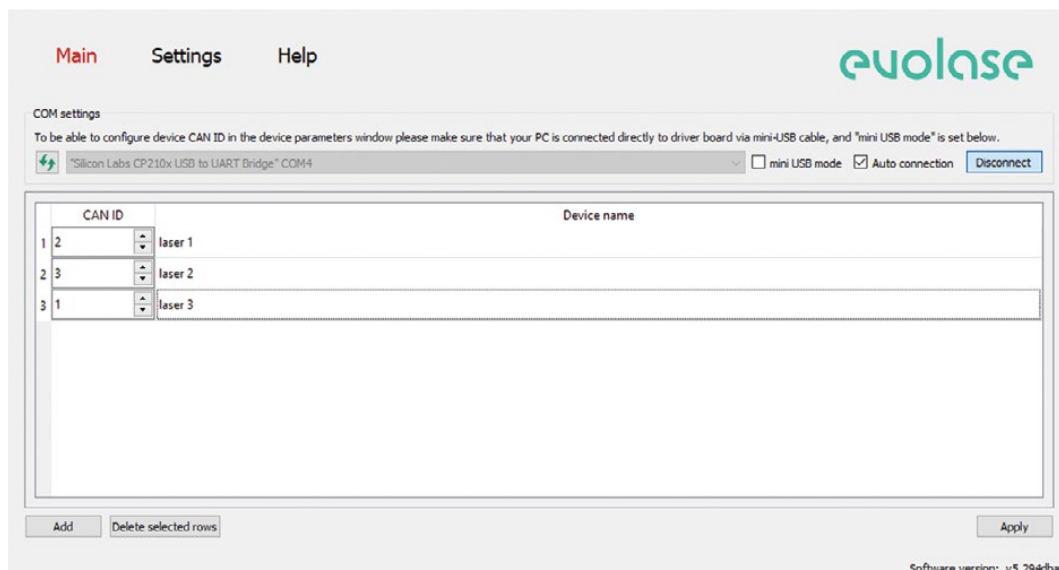 Main Settings Help evolase
COM settings
To be able to configure device CAN ID in the device parameters window please make sure that your PC is connected directly to driver board via mini-USB cable, and "mini USB mode" is set below.
"Silicon Labs CP210x USB to UART Bridge" COM4 mini USB mode Auto connection Disconnect
CAN ID Device name
1 2 laser 1
2 3 laser 2
3 1 laser 3
Add Delete selected rows Apply
Software version: v5.294dba